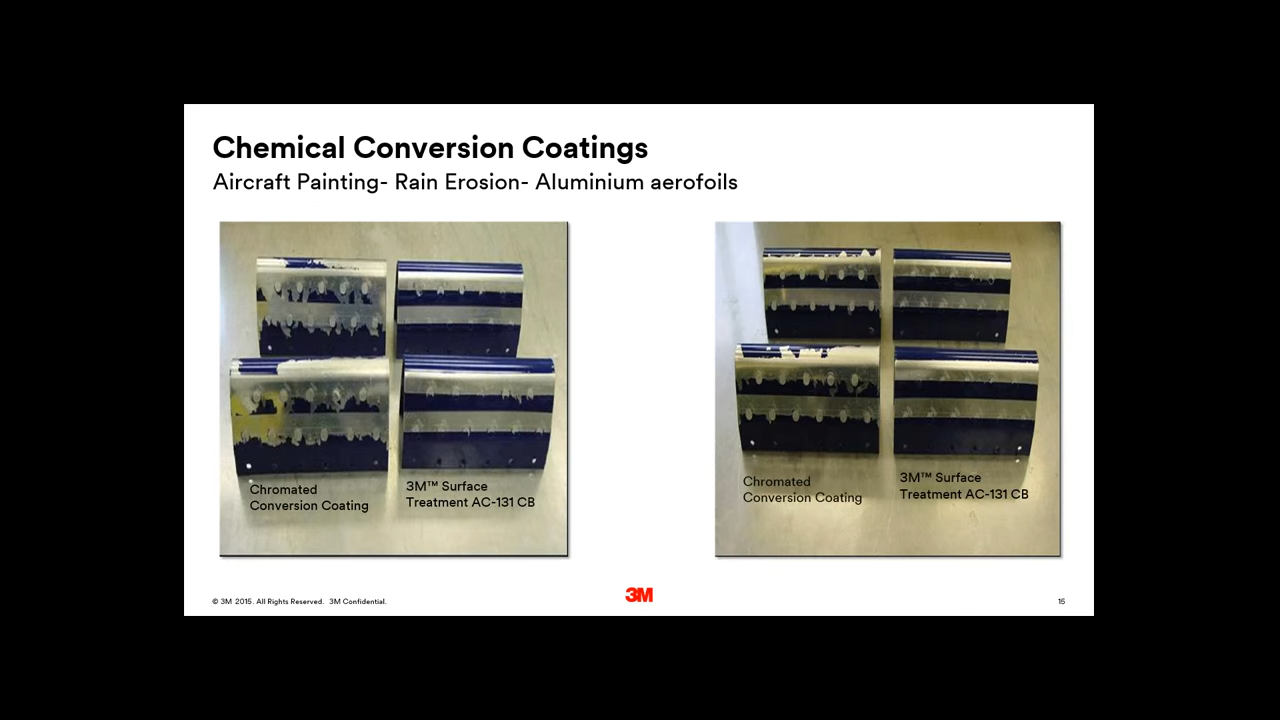 Chemical Conversion Coatings
Aircraft Painting- Rain Erosion- Aluminium aerofoils
Chromated
Conversion Coating
3M™ Surface
Treatment AC-131 CB
Chromated
Conversion Coating
3M™ Surface
Treatment AC-131 CB
© 3M 2015. All Rights Reserved. 3M Confidential.
3M
15